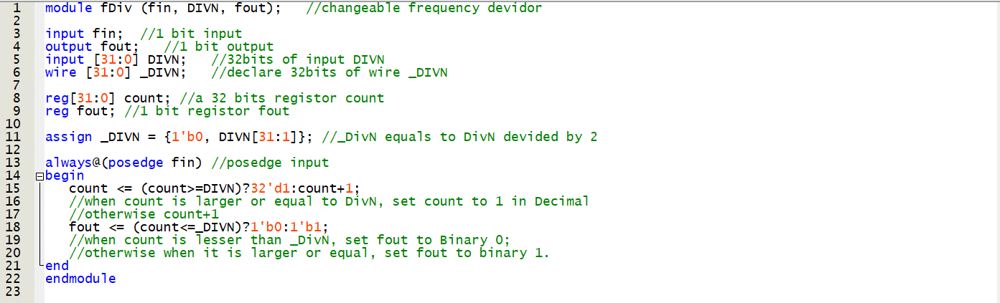 1 module fDiv (fin, DIVN, fout);   //changeable frequency devidor
2
3 input fin;  //1 bit input
4 output fout;   //1 bit output
5 input [31:0] DIVN;   //32bits of input DIVN
6 wire [31:0] _DIVN;   //declare 32bits of wire _DIVN
7
8 reg[31:0] count; //a 32 bits registor count
9 reg fout; //1 bit registor fout
10
11 assign _DIVN = {1'b0, DIVN[31:1]}; //_DivN equals to DivN devided by 2
12
13 always@(posedge fin) //posedge input
14 begin
15    count <= (count>=DIVN)?32'd1:count+1;
16    //when count is larger or equal to DivN, set count to 1 in Decimal
17    //otherwise count+1
18    fout <= (count<=_DIVN)?1'b0:1'b1;
19    //when count is lesser than _DivN, set fout to Binary 0;
20    //otherwise when it is larger or equal, set fout to binary 1.
21 end
22 endmodule
23